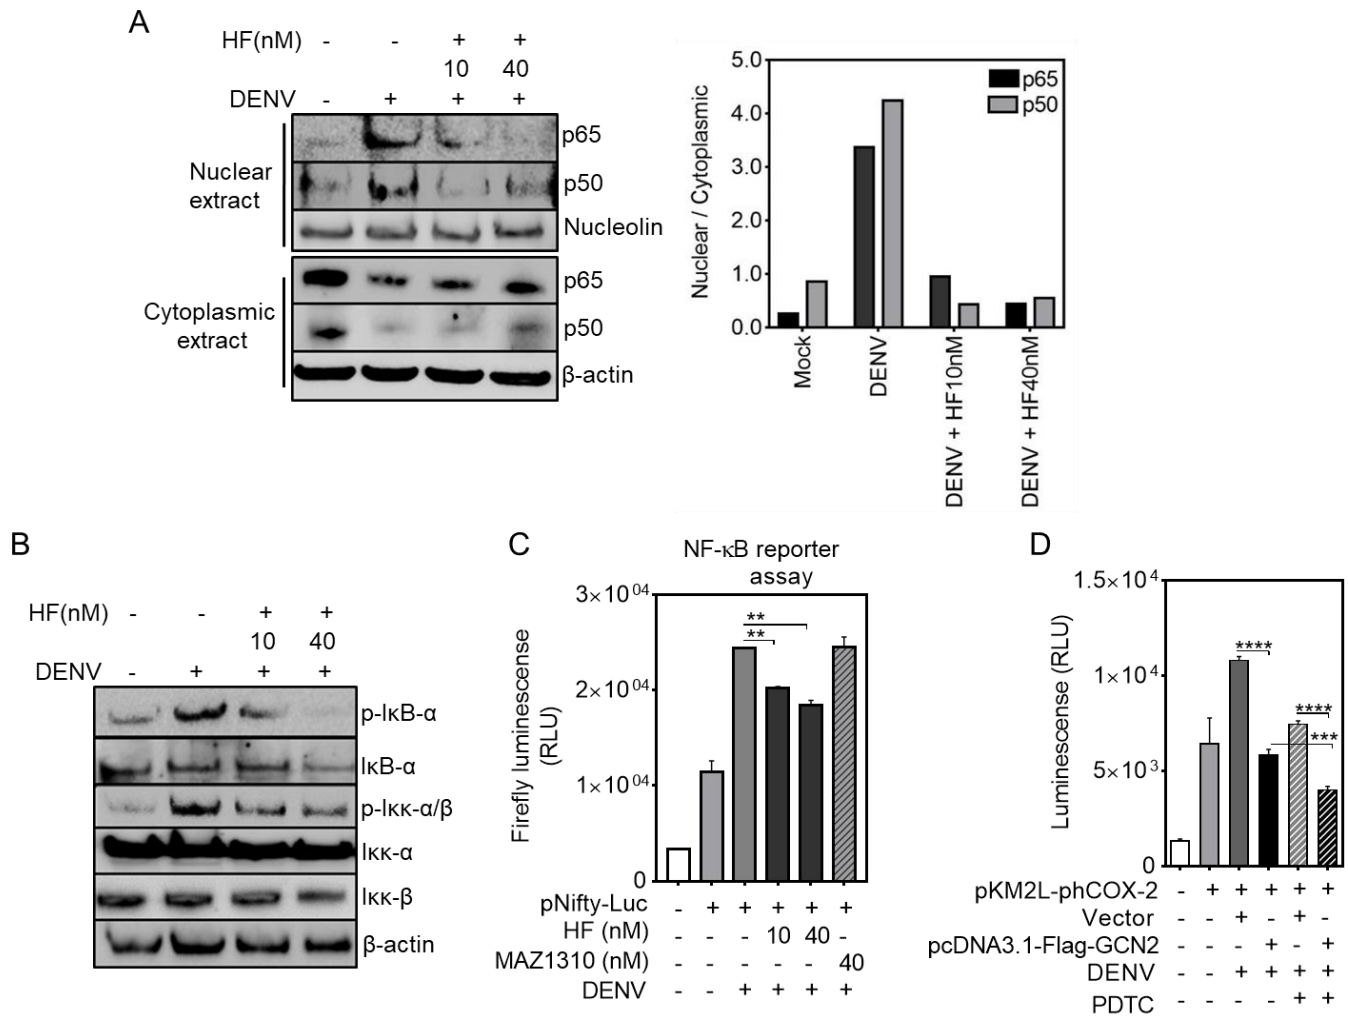 A
HF(nM) - - + +
10 40
DENV - + + +
Nuclear extract
p65
p50
Nucleolin
Cytoplasmic extract
p65
p50
β-actin
Nuclear / Cytoplasmic
5.0
4.0
3.0
2.0
1.0
0.0
p65
p50
Mock
DENV
DENV + HF10nM
DENV + HF40nM
B
HF(nM) - - + +
10 40
DENV - + + +
p-IκB-α
IκB-α
p-Iκκ-α/β
Iκκ-α
Iκκ-β
β-actin
C
NF-κB reporter
assay
Firefly luminescense
(RLU)
3×10⁰⁴
2×10⁰⁴
1×10⁰⁴
0
**
**
pNifty-Luc - + + + + +
HF (nM) - - - 10 40 -
MAZ1310 (nM) - - - - - 40
DENV - - + + + +
D
Luminescense (RLU)
1.5×10⁴
1×10⁴
5×10³
0
****
****
***
pKM2L-phCOX-2 - + + + + +
Vector - - + - + -
pcDNA3.1-Flag-GCN2 - - - + - +
DENV - - + + + +
PDTC - - - - + +